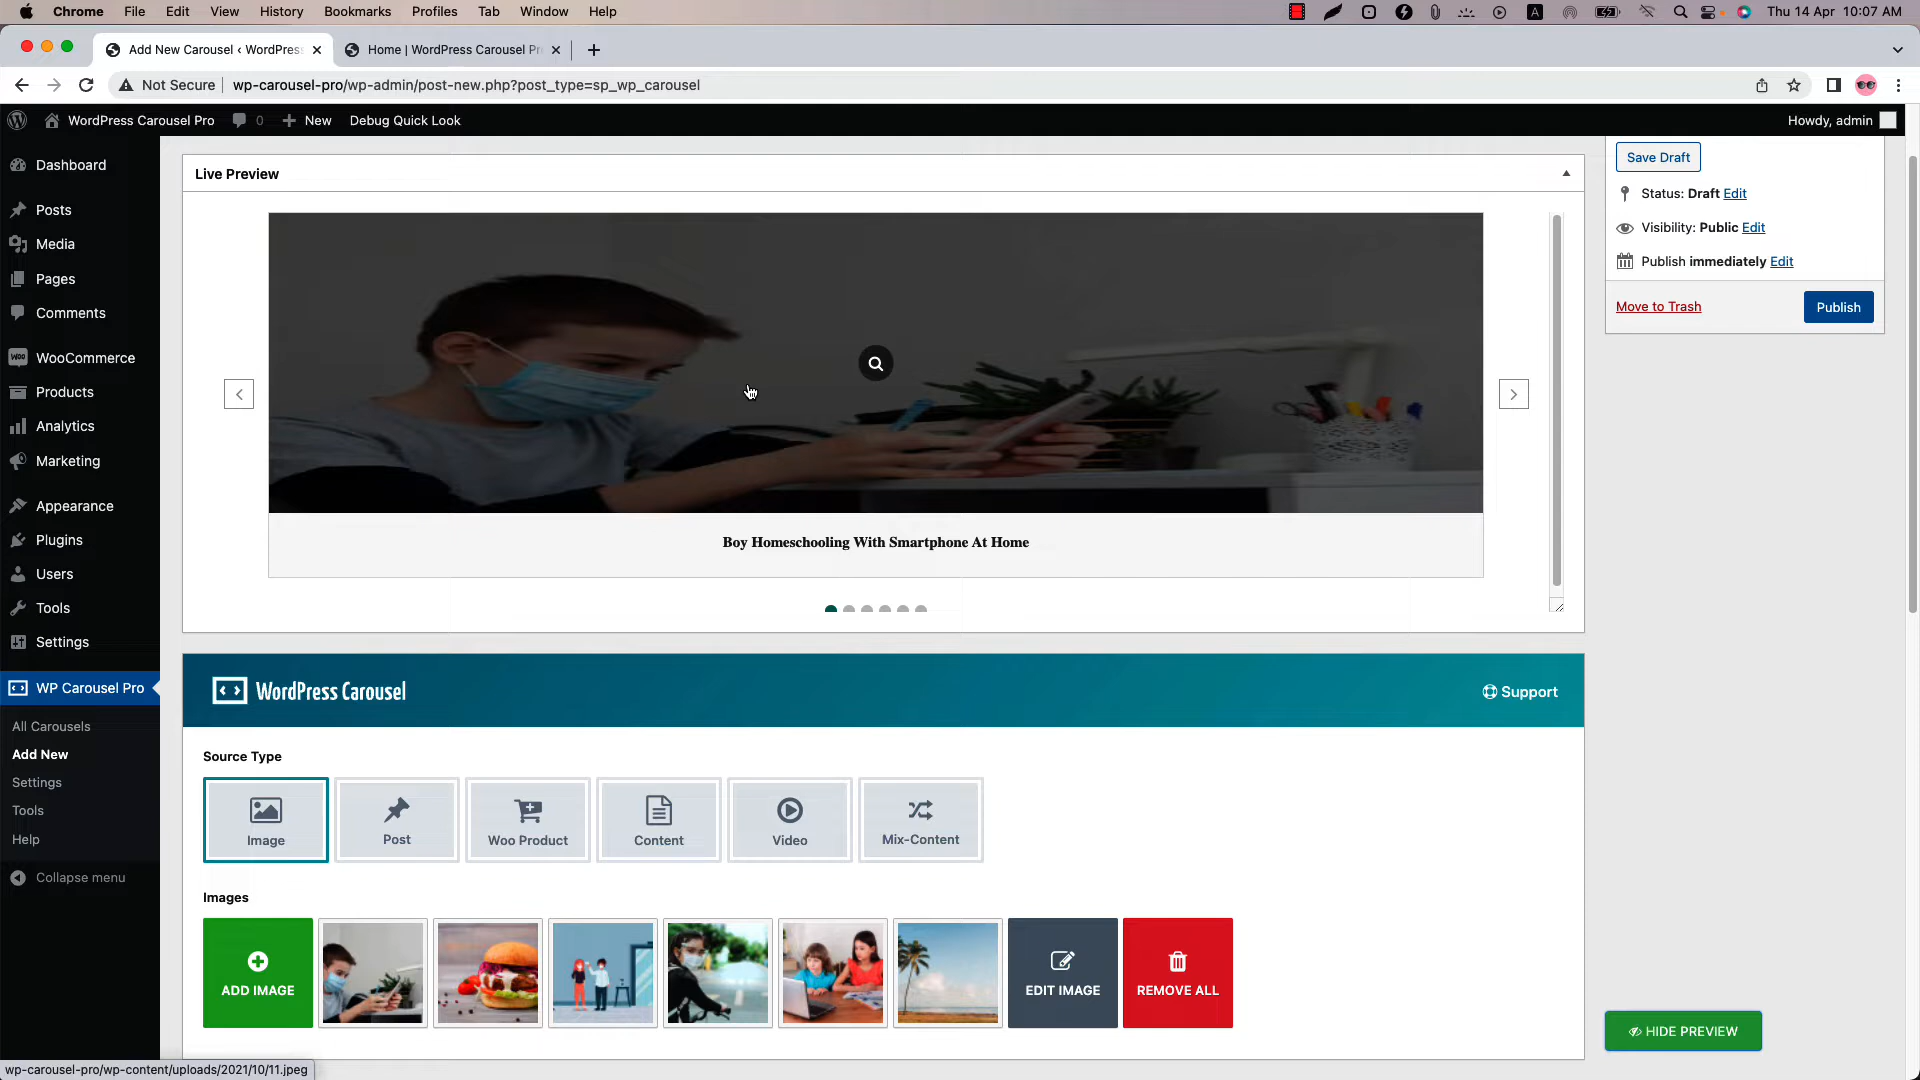 Chrome File Edit View History Bookmarks Profiles Tab Window Help A Thu 14 Apr 10:07 AM
Add New Carousel ‹ WordPress Home | WordPress Carousel Pr
Not Secure wp-carousel-pro/wp-admin/post-new.php?post_type=sp_wp_carousel
WordPress Carousel Pro 0 New Debug Quick Look Howdy, admin
Dashboard
Posts
Media
Pages
Comments
Woo WooCommerce
Products
Analytics
Marketing
Appearance
Plugins
Users
Tools
Settings
WP Carousel Pro
All Carousels
Add New
Settings
Tools
Help
Collapse menu
Live Preview
Boy Homeschooling With Smartphone At Home
WordPress Carousel Support
Source Type
Image Post Woo Product Content Video Mix-Content
Images
ADD IMAGE EDIT IMAGE REMOVE ALL
Save Draft
Status: Draft Edit
Visibility: Public Edit
Publish immediately Edit
Move to Trash Publish
HIDE PREVIEW
wp-carousel-pro/wp-content/uploads/2021/10/11.jpeg